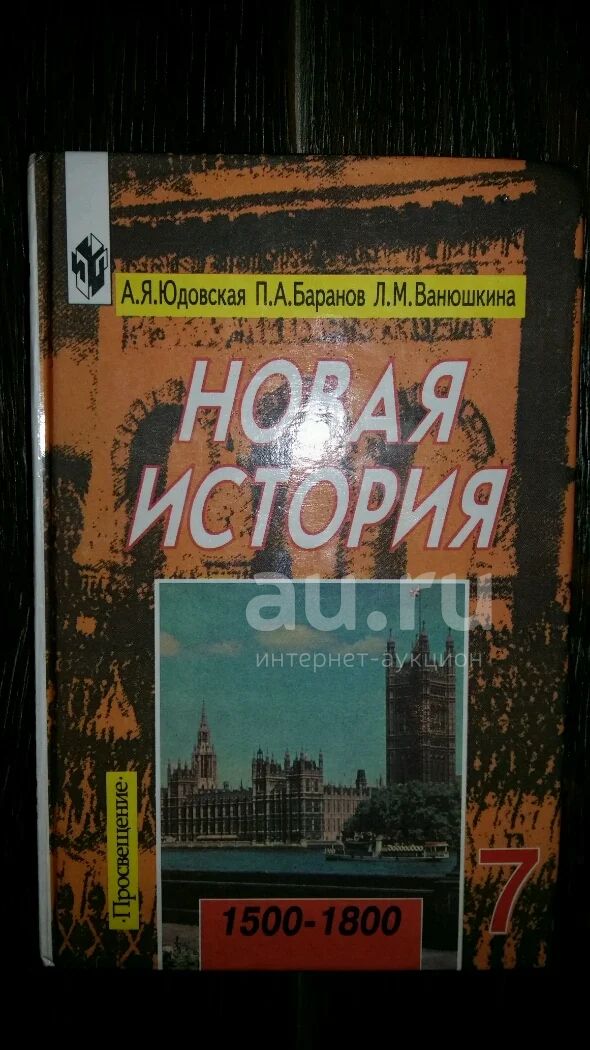 А.Я.Юдовская П.А.Баранов Л.М.Ванюшкина
НОВАЯ
ИСТОРИЯ
au.ru
интернет-аукцион
·Просвещение·
7
1500-1800